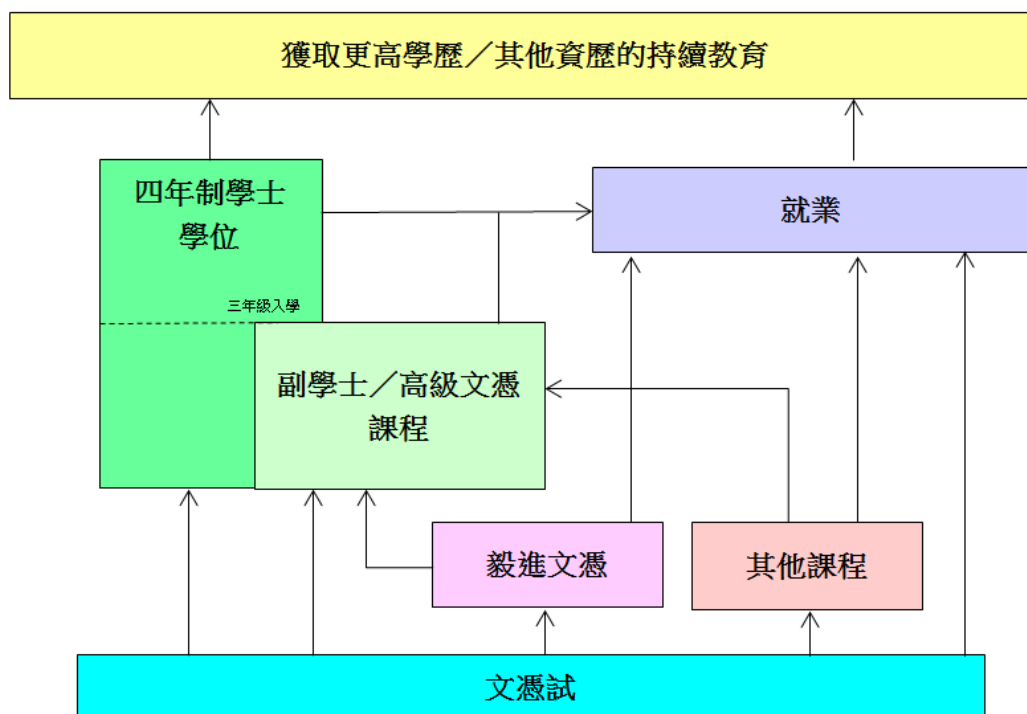 獲取更高學歷／其他資歷的持續教育
四年制學士
學位
就業
三年級入學
副學士／高級文憑
課程
毅進文憑
其他課程
文憑試